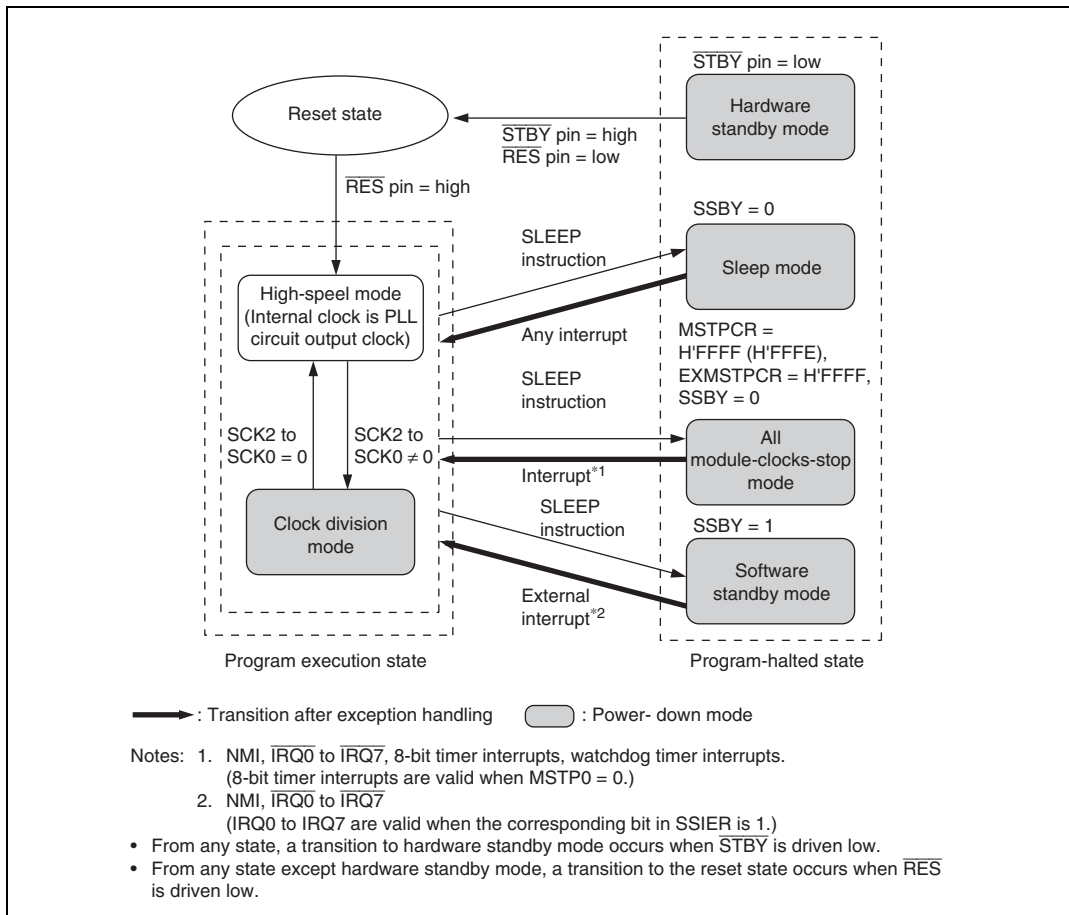 STBY pin = low
Hardware
standby mode
Reset state
STBY pin = high
RES pin = low
RES pin = high
SSBY = 0
SLEEP
instruction
Sleep mode
High-speel mode
(Internal clock is PLL
circuit output clock)
Any interrupt
MSTPCR =
H'FFFF (H'FFFE),
EXMSTPCR = H'FFFF,
SSBY = 0
SLEEP
instruction
SCK2 to
SCK0 = 0
SCK2 to
SCK0 ≠ 0
All
module-clocks-stop
mode
Interrupt*1
SLEEP
instruction
SSBY = 1
Clock division
mode
Software
standby mode
External
interrupt*2
Program execution state
Program-halted state
: Transition after exception handling
: Power- down mode
Notes: 1. NMI, IRQ0 to IRQ7, 8-bit timer interrupts, watchdog timer interrupts.
(8-bit timer interrupts are valid when MSTP0 = 0.)
2. NMI, IRQ0 to IRQ7
(IRQ0 to IRQ7 are valid when the corresponding bit in SSIER is 1.)
• From any state, a transition to hardware standby mode occurs when STBY is driven low.
• From any state except hardware standby mode, a transition to the reset state occurs when RES
is driven low.